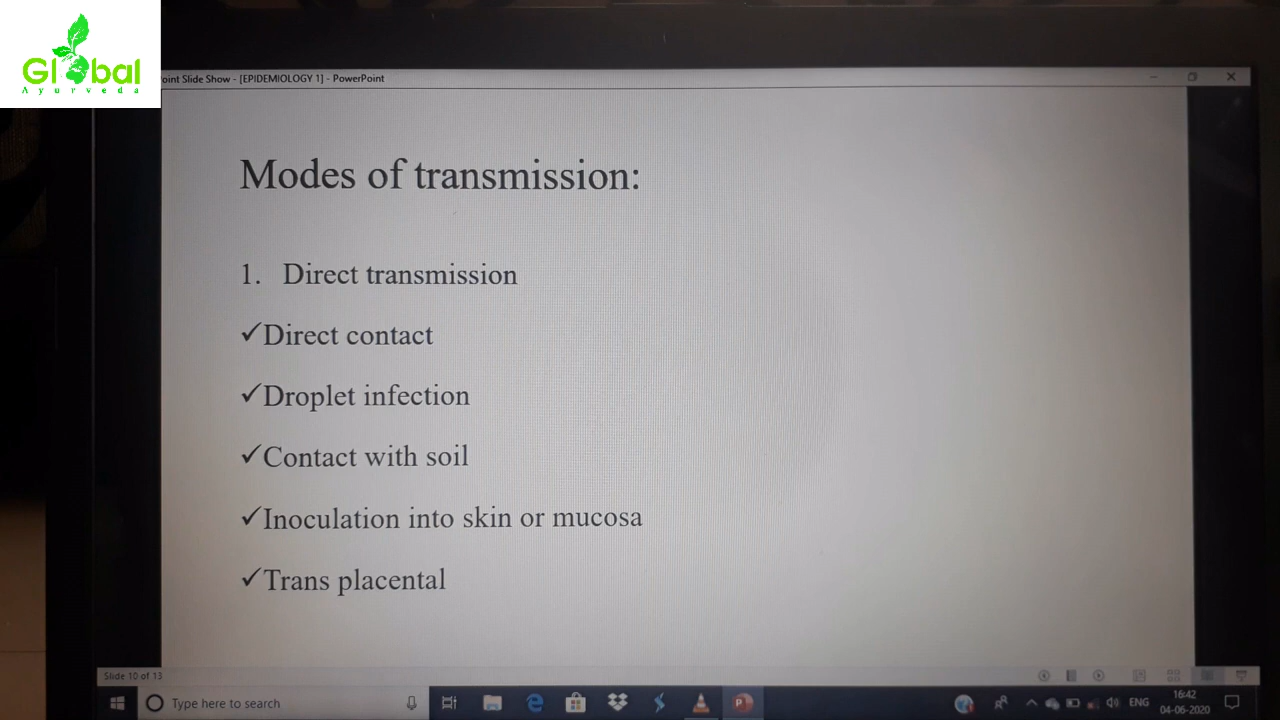 Global
Ayurveda
oint Slide Show - [EPIDEMIOLOGY 1] - PowerPoint
Modes of transmission:
1. Direct transmission
✓Direct contact
✓Droplet infection
✓Contact with soil
✓Inoculation into skin or mucosa
✓Trans placental
Slide 10 of 13
Type here to search
ENG
16:42
04-06-2020